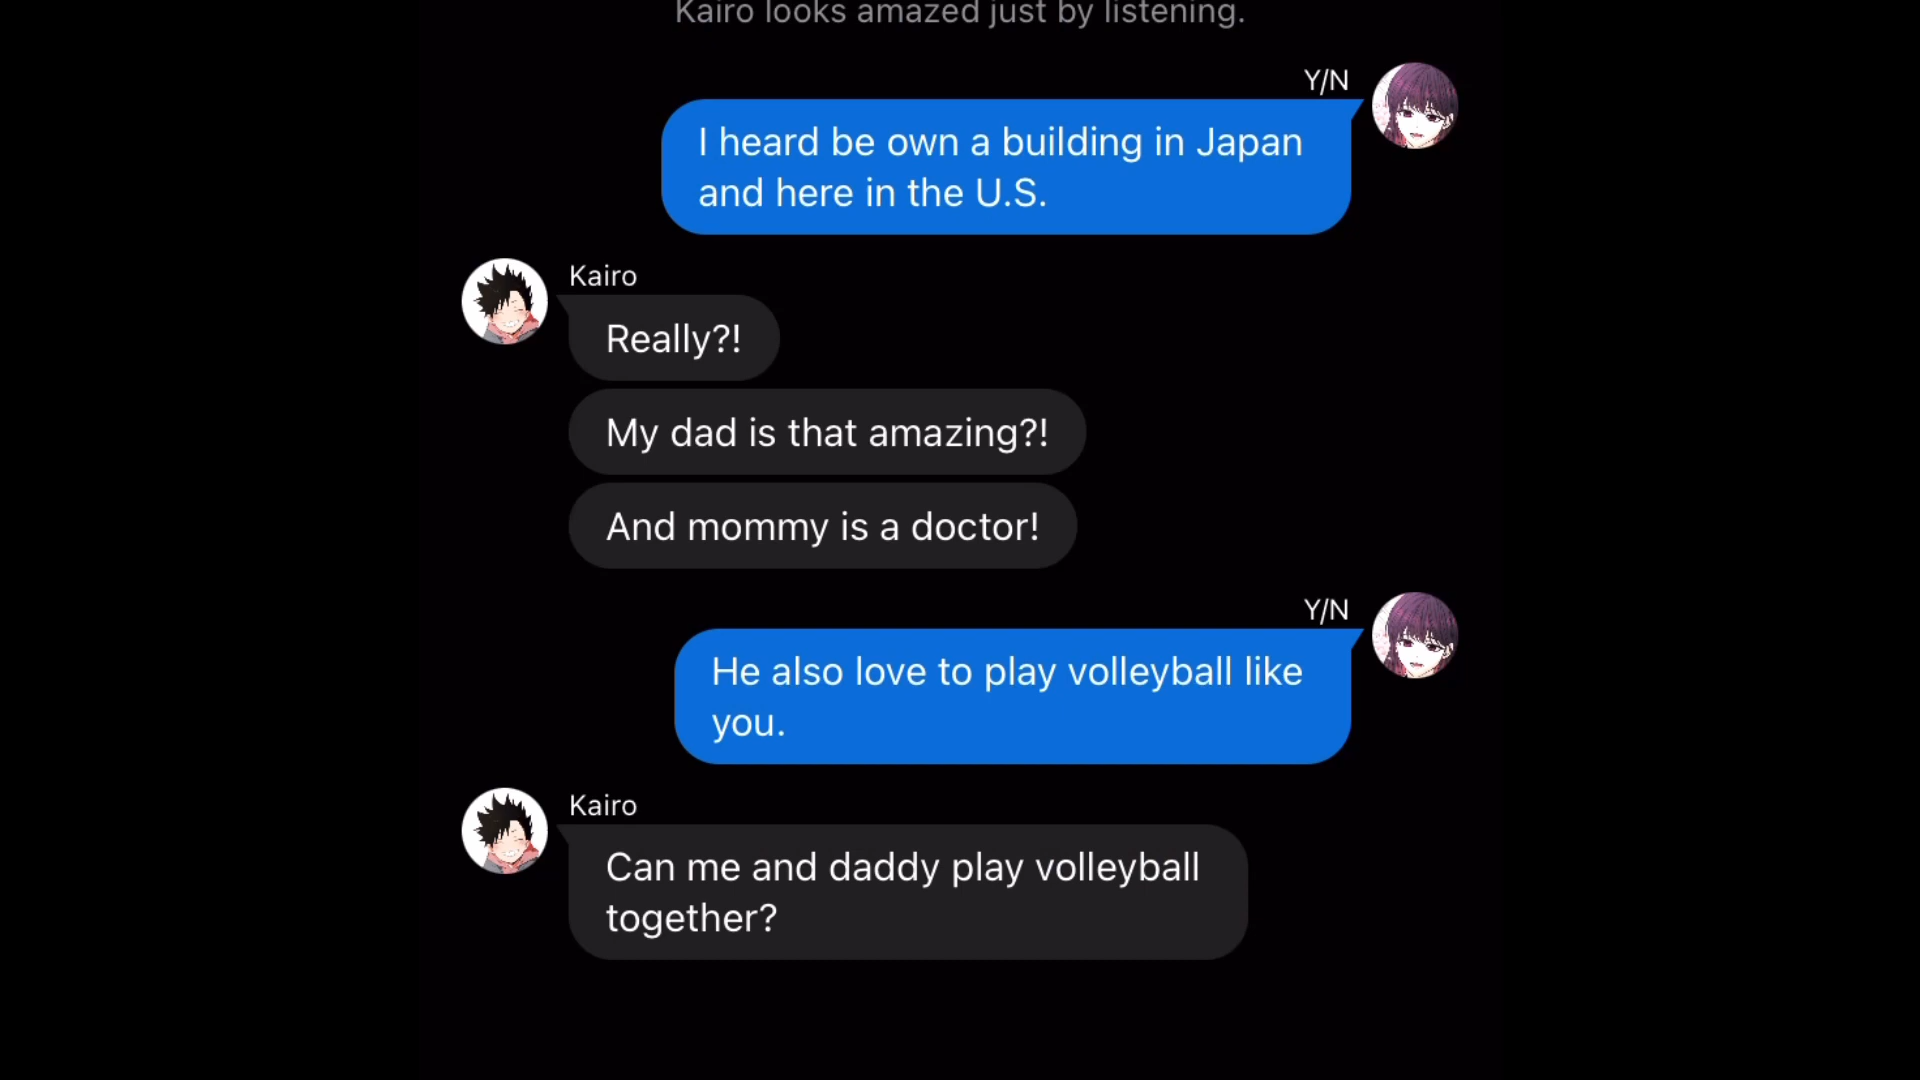 Kairo looks amazed just by listening.
Y/N
I heard be own a building in Japan
and here in the U.S.
Kairo
Really?!
My dad is that amazing?!
And mommy is a doctor!
Y/N
He also love to play volleyball like
you.
Kairo
Can me and daddy play volleyball
together?